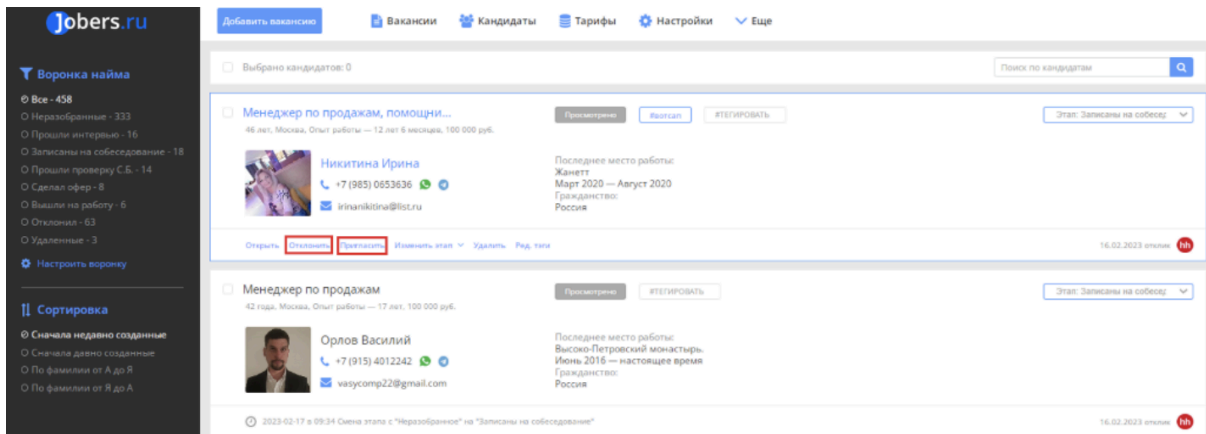 Jobers.ru
Добавить вакансию
Вакансии
Кандидаты
Тарифы
Настройки
Еще
Воронка найма
Все - 458
Неразобранные - 333
Прошли интервью - 16
Записаны на собеседование - 18
Прошли проверку С.Б. - 14
Сделал офер - 8
Вышли на работу - 6
Отклонил - 63
Удаленные - 3
Настроить воронку
Сортировка
Сначала недавно созданные
Сначала давно созданные
По фамилии от А до Я
По фамилии от Я до А
Выбрано кандидатов: 0
Поиск по кандидатам
Менеджер по продажам, помощни...
Просмотрено
#ватсап
#ТЕГИРОВАТЬ
Этап: Записаны на собесед
46 лет, Москва, Опыт работы — 12 лет 6 месяцев, 100 000 руб.
Никитина Ирина
+7 (985) 0653636
irinanikitina@list.ru
Последнее место работы:
Жанетт
Март 2020 — Август 2020
Гражданство:
Россия
Открыть Отклонить Пригласить Изменить этап Удалить Ред. теги
16.02.2023 отклик hh
Менеджер по продажам
Просмотрено
#ТЕГИРОВАТЬ
Этап: Записаны на собесед
42 года, Москва, Опыт работы — 17 лет, 100 000 руб.
Орлов Василий
+7 (915) 4012242
vasycomp22@gmail.com
Последнее место работы:
Высоко-Петровский монастырь.
Июнь 2016 — настоящее время
Гражданство:
Россия
2023-02-17 в 09:34 Смена этапа с "Неразобранное" на "Записаны на собеседование"
16.02.2023 отклик hh